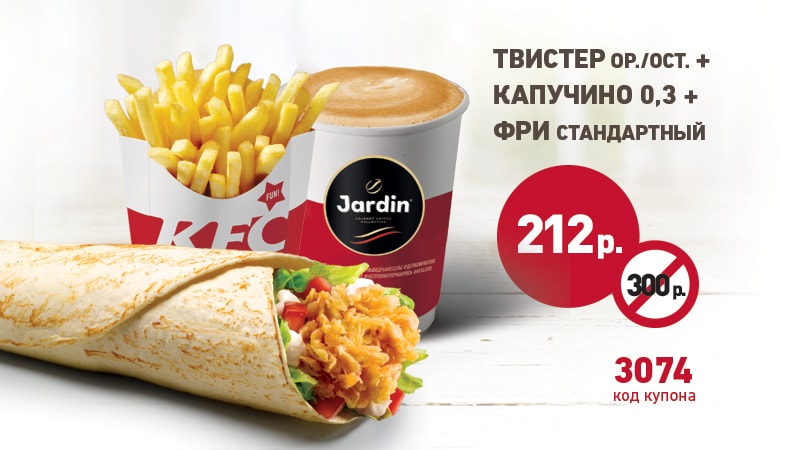 ТВИСТЕР ОР./ОСТ. +
КАПУЧИНО 0,3 +
ФРИ СТАНДАРТНЫЙ
212р.
300р.
3074
код купона
FUN!
KFC
Jardin